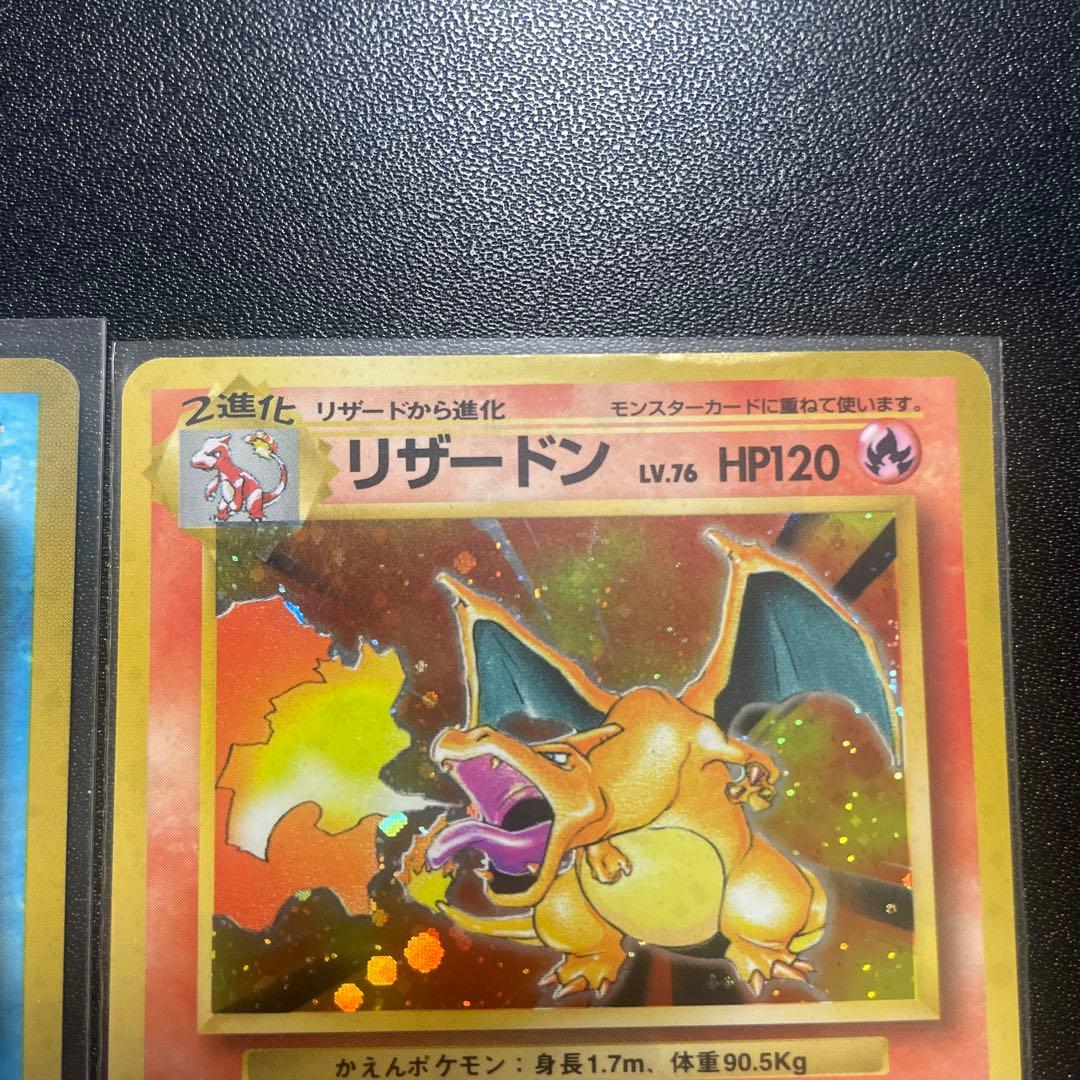 2進化 リザードから進化 モンスターカードに重ねて使います。
リザードン LV.76 HP120
かえんポケモン:身長1.7m、体重90.5Kg